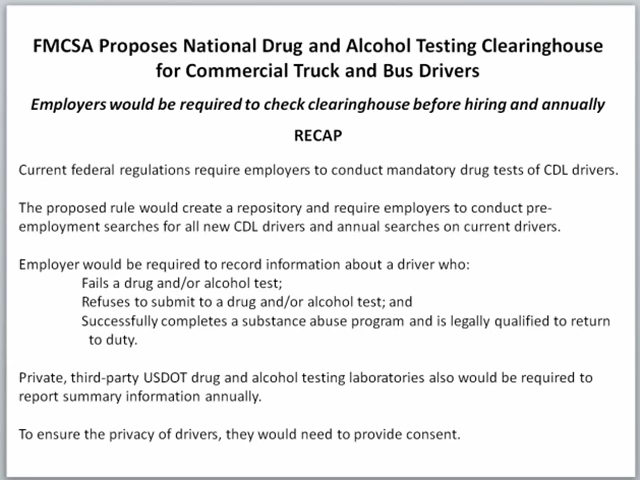 FMCSA Proposes National Drug and Alcohol Testing Clearinghouse
for Commercial Truck and Bus Drivers
Employers would be required to check clearinghouse before hiring and annually
RECAP
Current federal regulations require employers to conduct mandatory drug tests of CDL drivers.
The proposed rule would create a repository and require employers to conduct pre-
employment searches for all new CDL drivers and annual searches on current drivers.
Employer would be required to record information about a driver who:
Fails a drug and/or alcohol test;
Refuses to submit to a drug and/or alcohol test; and
Successfully completes a substance abuse program and is legally qualified to return
to duty.
Private, third-party USDOT drug and alcohol testing laboratories also would be required to
report summary information annually.
To ensure the privacy of drivers, they would need to provide consent.